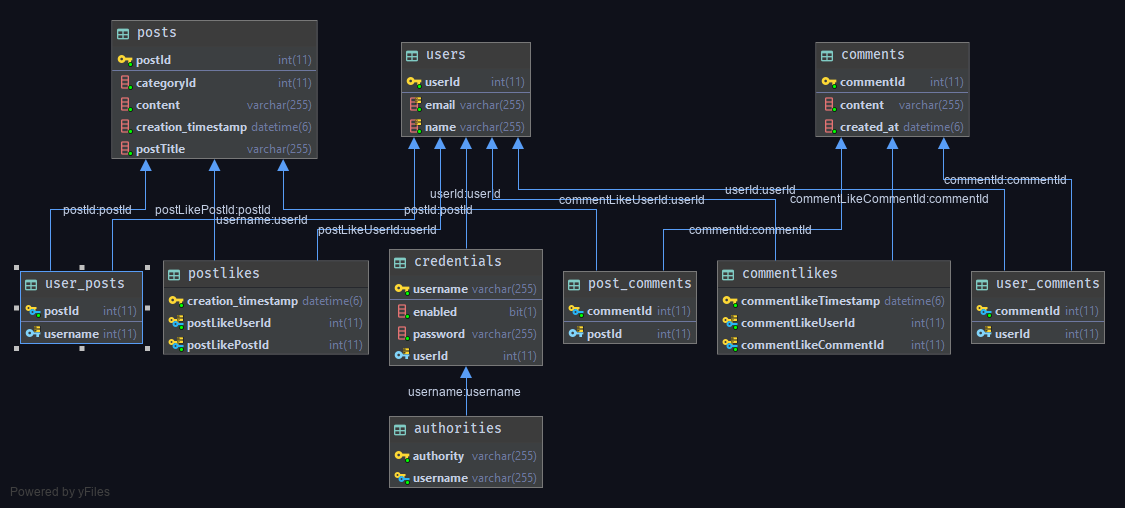 posts
postId int(11)
categoryId int(11)
content varchar(255)
creation_timestamp datetime(6)
postTitle varchar(255)
users
userId int(11)
email varchar(255)
name varchar(255)
comments
commentId int(11)
content varchar(255)
created_at datetime(6)
postId:postId
postLikePostId:postId
username:userId
postLikeUserId:userId
userId:userId
postId:postId
commentLikeUserId:userId
commentId:commentId
userId:userId
commentId:commentId
commentLikeCommentId:commentId
user_posts
postId int(11)
username int(11)
postlikes
creation_timestamp datetime(6)
postLikeUserId int(11)
postLikePostId int(11)
credentials
username varchar(255)
enabled bit(1)
password varchar(255)
userId int(11)
post_comments
commentId int(11)
postId int(11)
commentlikes
commentLikeTimestamp datetime(6)
commentLikeUserId int(11)
commentLikeCommentId int(11)
user_comments
commentId int(11)
userId int(11)
username:username
authorities
authority varchar(255)
username varchar(255)
Powered by yFiles